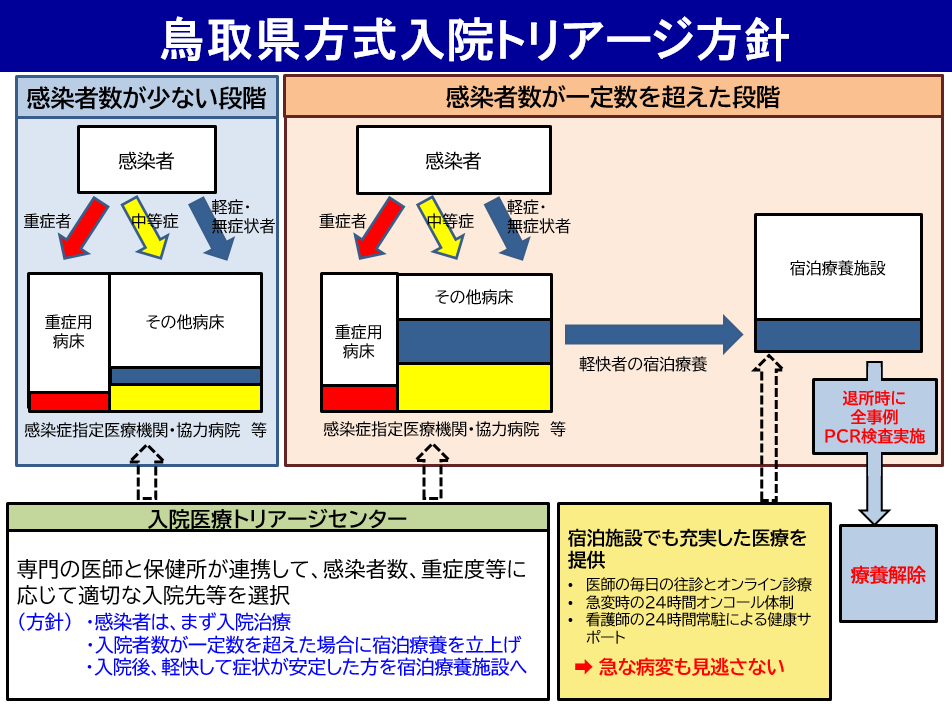 鳥取県方式入院トリアージ方針
感染者数が少ない段階
感染者
重症者
中等症
軽症・
無症状者
重症用
病床
その他病床
感染症指定医療機関・協力病院　等
感染者数が一定数を超えた段階
感染者
重症者
中等症
軽症・
無症状者
重症用
病床
その他病床
感染症指定医療機関・協力病院　等
軽快者の宿泊療養
宿泊療養施設
退所時に
全事例
PCR検査実施
療養解除
入院医療トリアージセンター
専門の医師と保健所が連携して、感染者数、重症度等に
応じて適切な入院先等を選択
（方針）・感染者は、まず入院治療
・入院者数が一定数を超えた場合に宿泊療養を立上げ
・入院後、軽快して症状が安定した方を宿泊療養施設へ
宿泊施設でも充実した医療を
提供
• 医師の毎日の往診とオンライン診療
• 急変時の24時間オンコール体制
• 看護師の24時間常駐による健康サ
ポート
➡ 急な病変も見逃さない